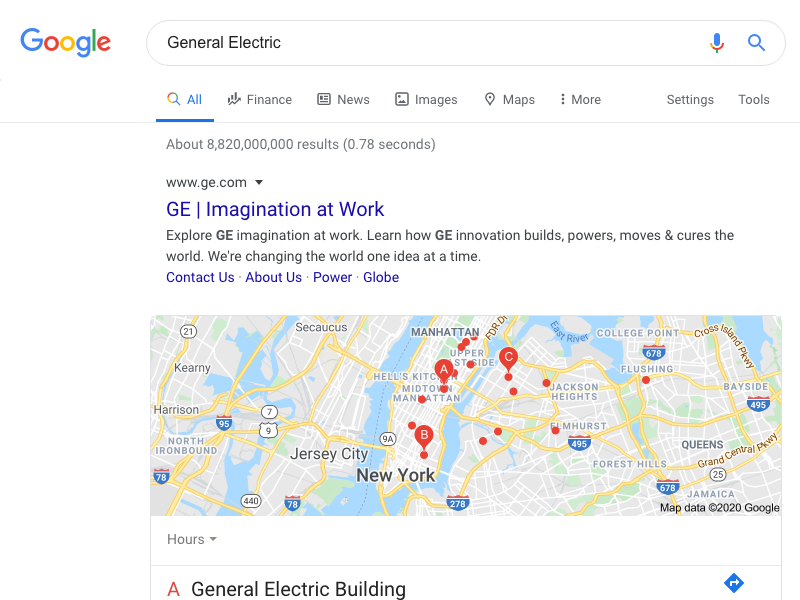 Google
General Electric
All Finance News Images Maps More Settings Tools
About 8,820,000,000 results (0.78 seconds)
www.ge.com
GE | Imagination at Work
Explore GE imagination at work. Learn how GE innovation builds, powers, moves & cures the
world. We're changing the world one idea at a time.
Contact Us · About Us · Power · Globe
21
Secaucus
MANHATTAN
FDR Dr
East River
COLLEGE POINT
Cross Island Pkwy
678
Kearny
UPPER
EAST SIDE
C
FLUSHING
A
HELL'S KITCHEN
MIDTOWN
MANHATTAN
JACKSON
HEIGHTS
BAYSIDE
495
Harrison
7
95
9
9A
B
ELMHURST
495
QUEENS
NORTH
IRONBOUND
Jersey City
Grand Central Pkwy
FOREST HILLS
New York
25
78
440
78
278
678
JAMAICA
Map data ©2020 Google
Hours
A General Electric Building